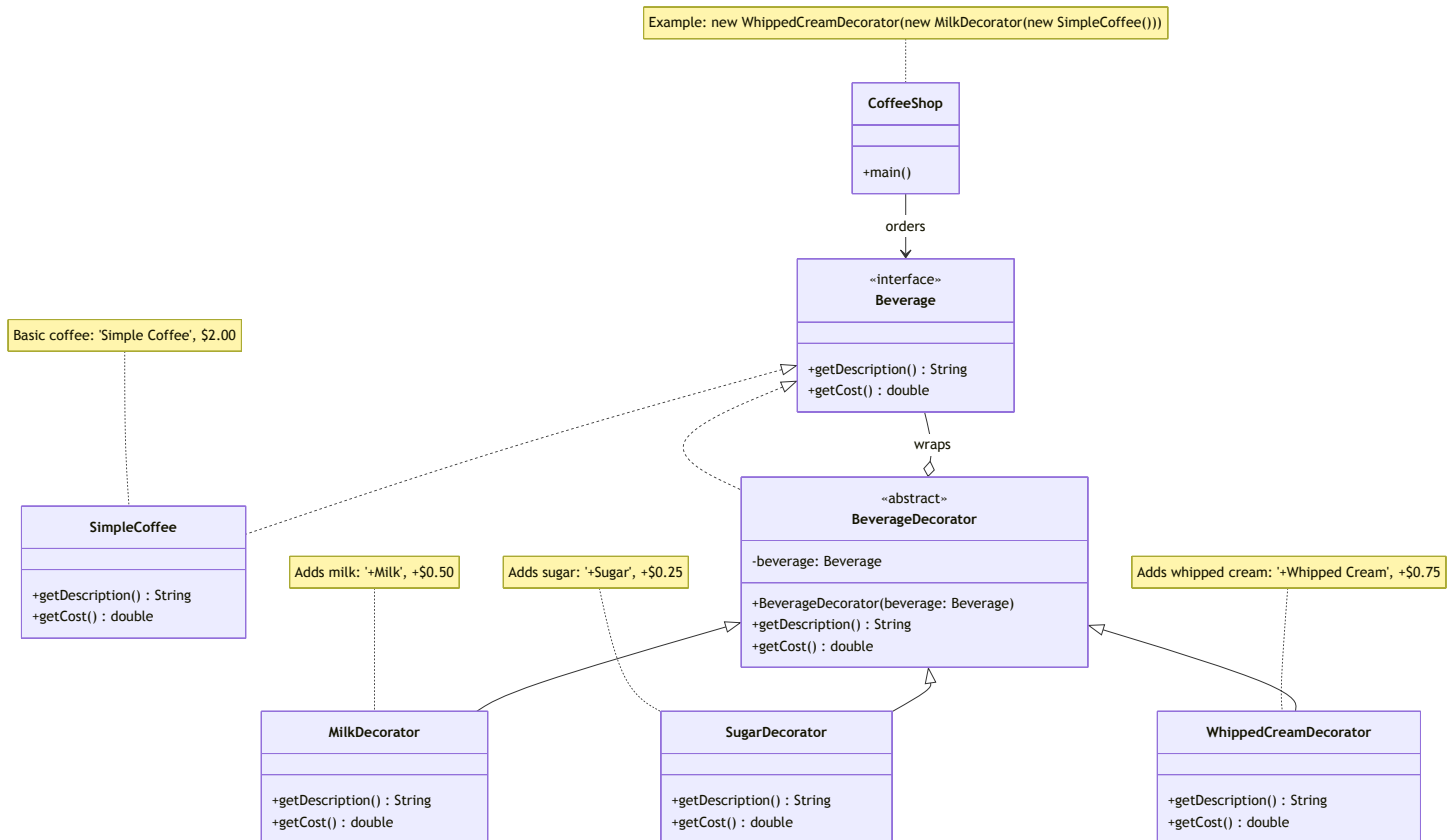 Example: new WhippedCreamDecorator(new MilkDecorator(new SimpleCoffee()))
CoffeeShop
+main()
orders
«interface»
Beverage
+getDescription() : String
+getCost() : double
wraps
Basic coffee: 'Simple Coffee', $2.00
SimpleCoffee
+getDescription() : String
+getCost() : double
«abstract»
BeverageDecorator
-beverage: Beverage
+BeverageDecorator(beverage: Beverage)
+getDescription() : String
+getCost() : double
Adds milk: '+Milk', +$0.50
Adds sugar: '+Sugar', +$0.25
Adds whipped cream: '+Whipped Cream', +$0.75
MilkDecorator
+getDescription() : String
+getCost() : double
SugarDecorator
+getDescription() : String
+getCost() : double
WhippedCreamDecorator
+getDescription() : String
+getCost() : double